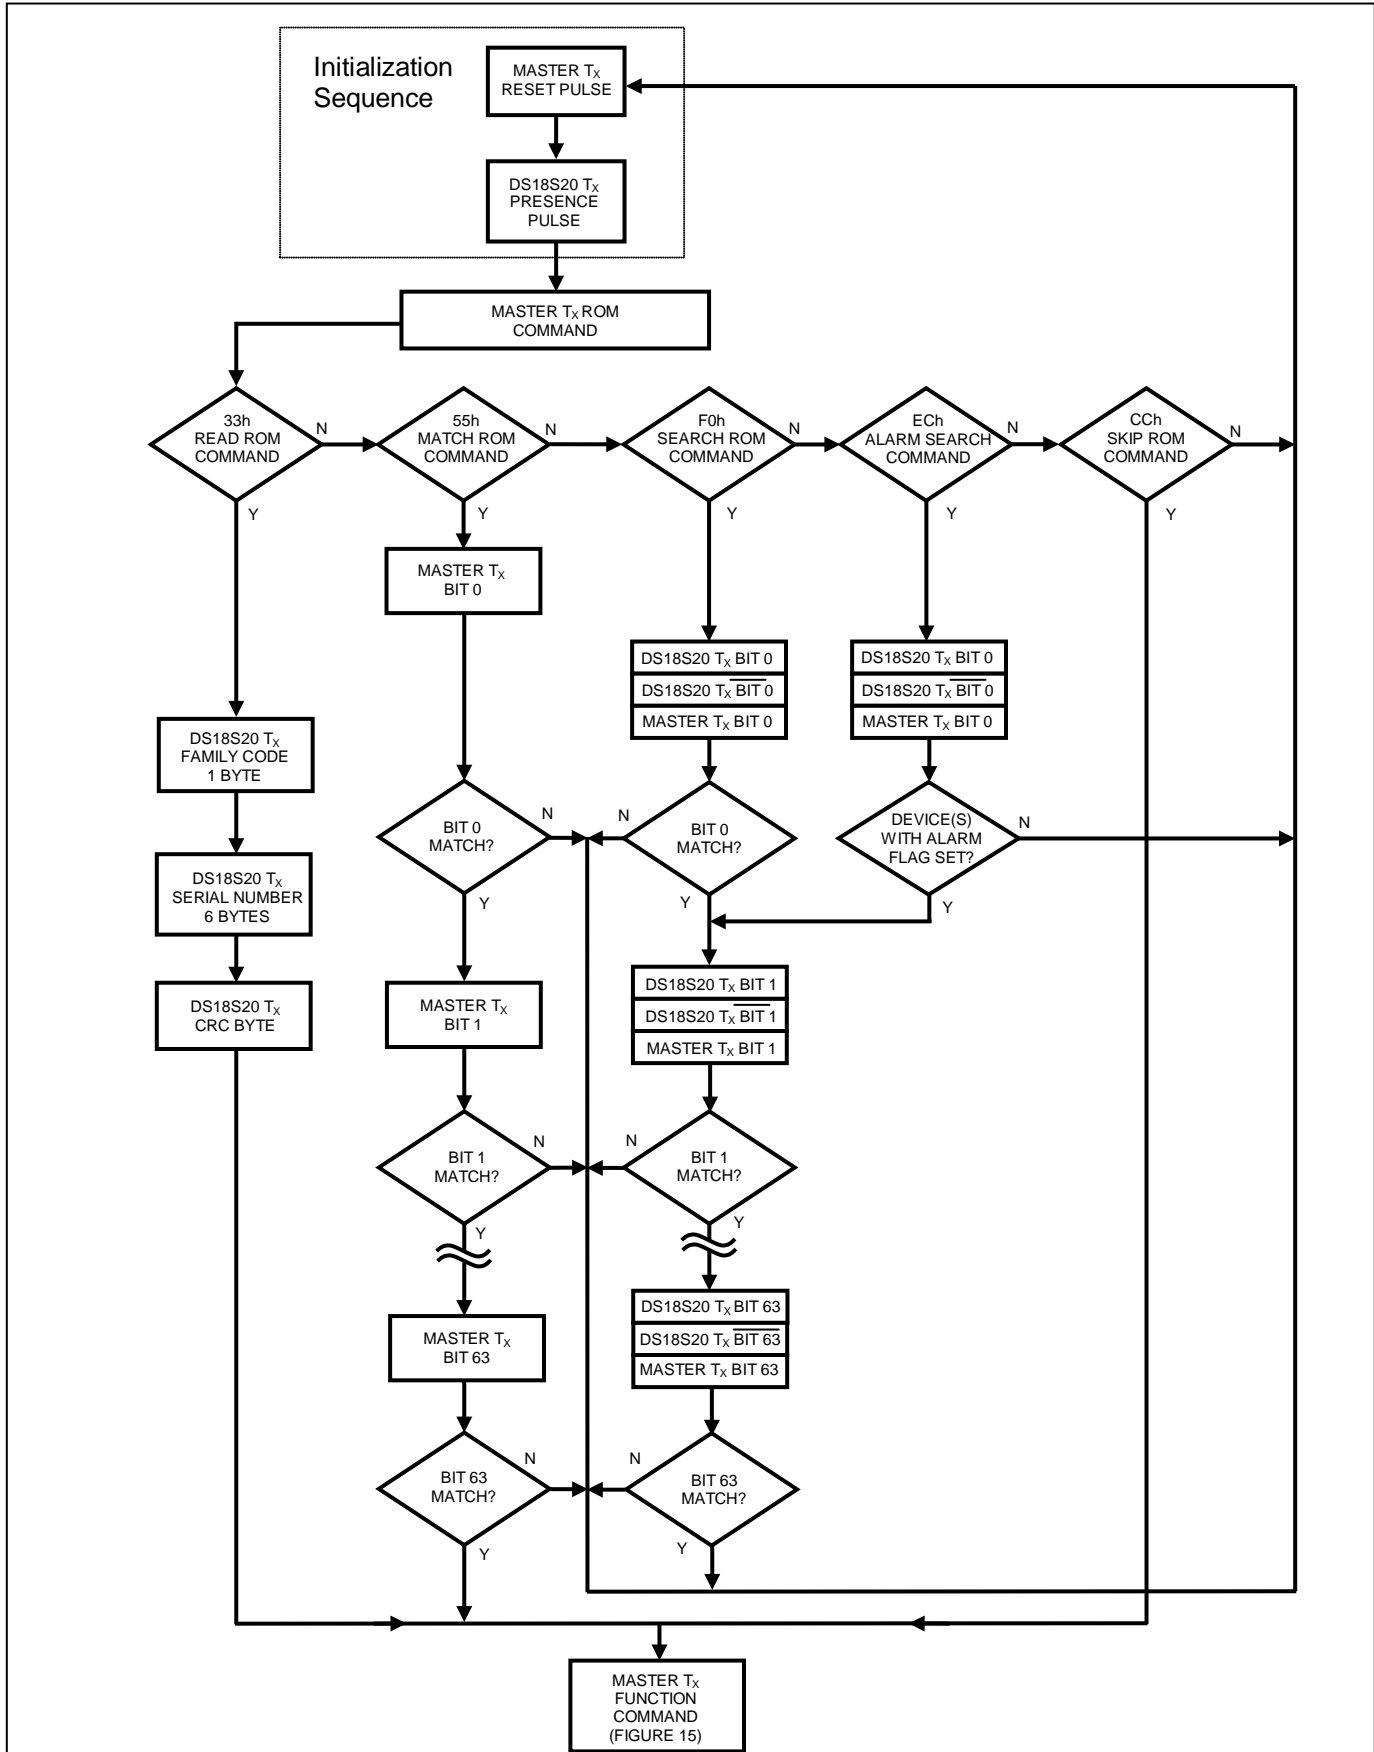 Initialization
Sequence
MASTER TX
RESET PULSE
DS18S20 TX
PRESENCE
PULSE
MASTER TX ROM
COMMAND
33h
READ ROM
COMMAND
N
Y
55h
MATCH ROM
COMMAND
N
Y
F0h
SEARCH ROM
COMMAND
N
Y
ECh
ALARM SEARCH
COMMAND
N
Y
CCh
SKIP ROM
COMMAND
N
Y
MASTER TX
BIT 0
DS18S20 TX BIT 0
DS18S20 TX BIT 0
MASTER TX BIT 0
DS18S20 TX BIT 0
DS18S20 TX BIT 0
MASTER TX BIT 0
DS18S20 TX
FAMILY CODE
1 BYTE
BIT 0
MATCH?
N
Y
BIT 0
MATCH?
N
Y
DEVICE(S)
WITH ALARM
FLAG SET?
N
Y
DS18S20 TX
SERIAL NUMBER
6 BYTES
DS18S20 TX
CRC BYTE
MASTER TX
BIT 1
DS18S20 TX BIT 1
DS18S20 TX BIT 1
MASTER TX BIT 1
BIT 1
MATCH?
N
Y
BIT 1
MATCH?
N
Y
MASTER TX
BIT 63
DS18S20 TX BIT 63
DS18S20 TX BIT 63
MASTER TX BIT 63
BIT 63
MATCH?
N
Y
BIT 63
MATCH?
N
Y
MASTER TX
FUNCTION
COMMAND
(FIGURE 15)